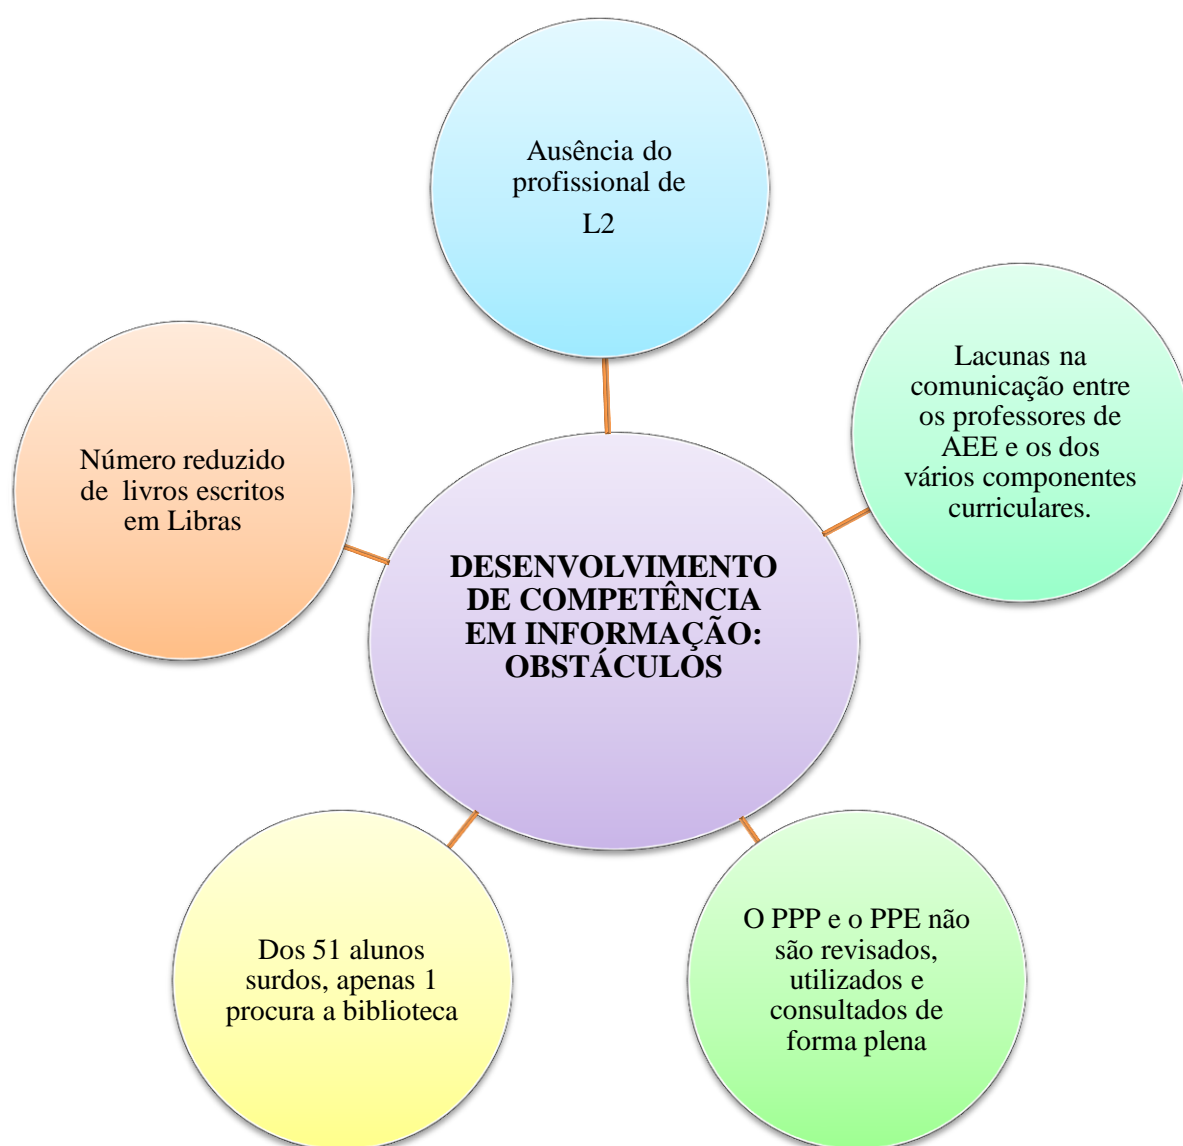 Ausência do
profissional de
L2
Lacunas na
comunicação entre
os professores de
AEE e os dos
vários componentes
curriculares.
Número reduzido
de livros escritos
em Libras
DESENVOLVIMENTO
DE COMPETÊNCIA
EM INFORMAÇÃO:
OBSTÁCULOS
Dos 51 alunos
surdos, apenas 1
procura a biblioteca
O PPP e o PPE não
são revisados,
utilizados e
consultados de
forma plena